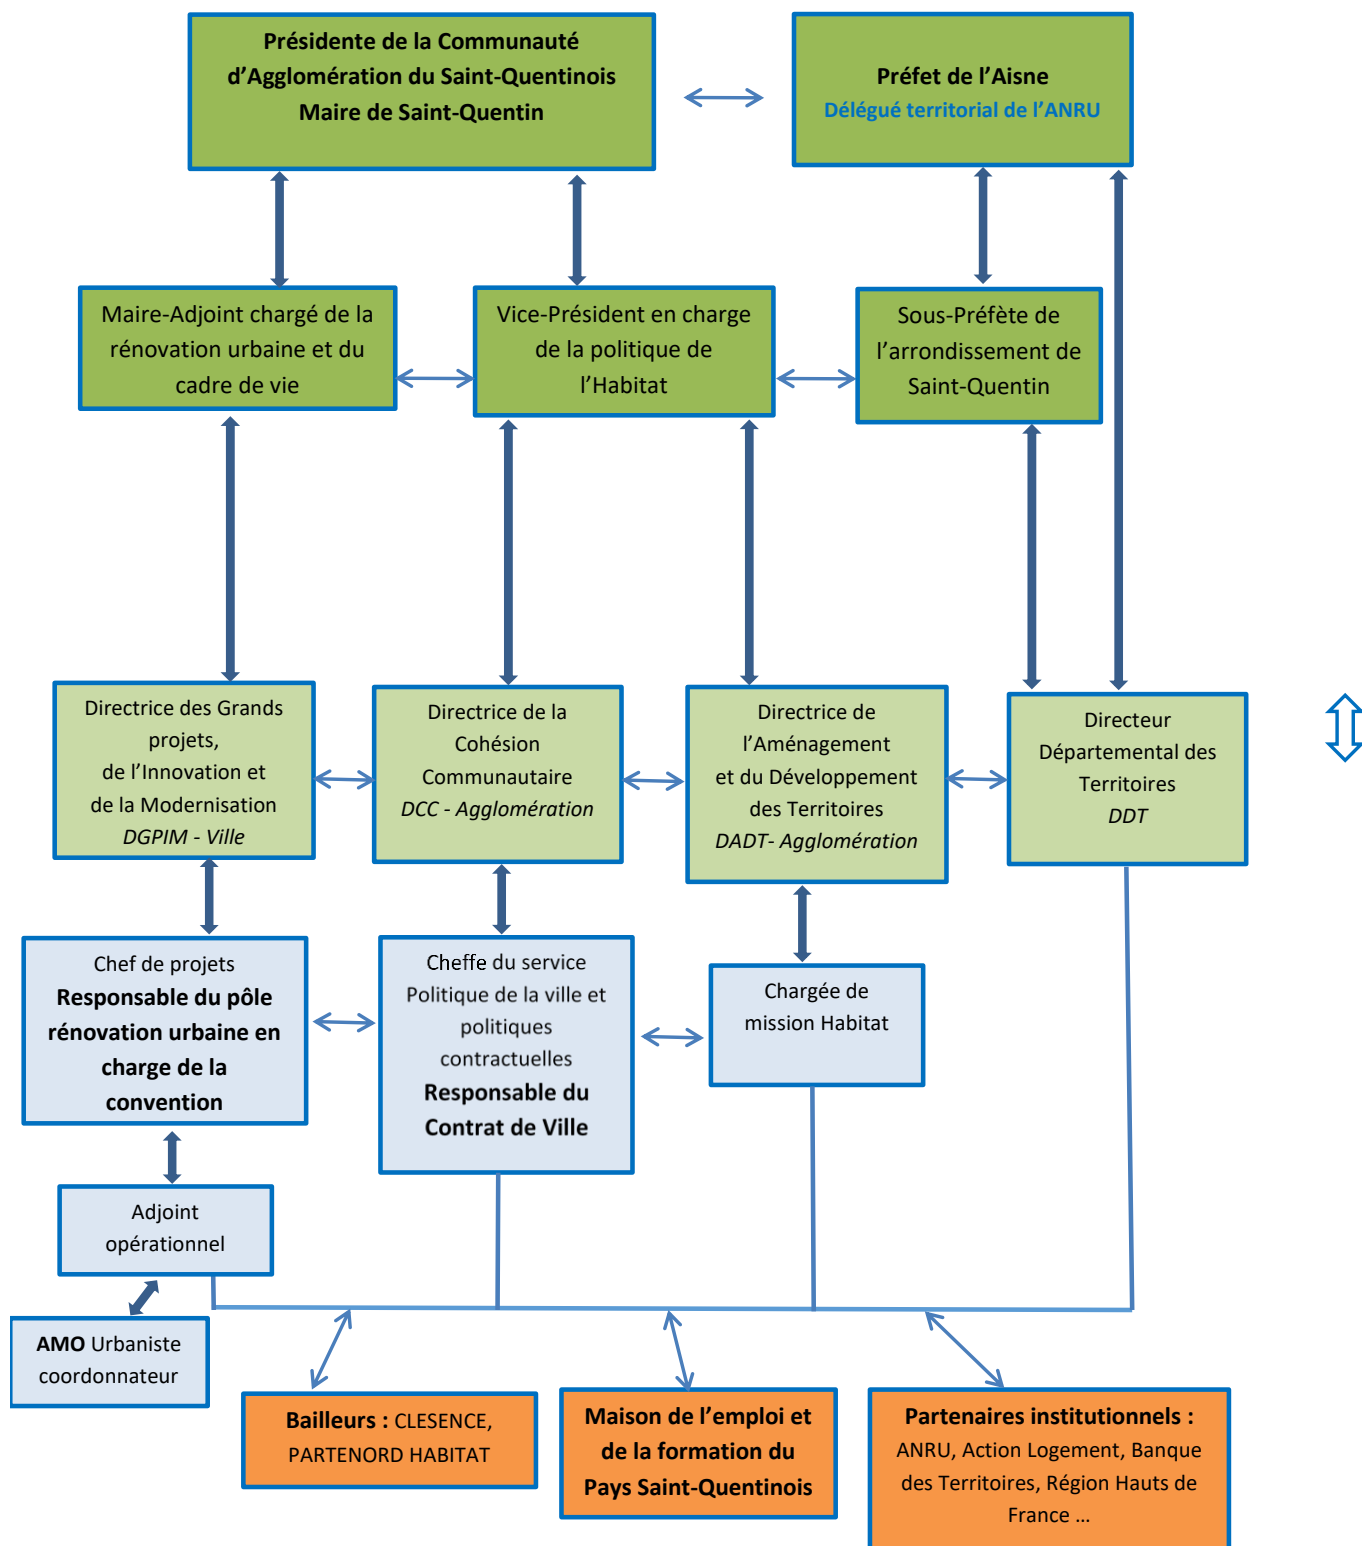 Présidente de la Communauté
d’Agglomération du Saint-Quentinois
Maire de Saint-Quentin
Préfet de l’Aisne
Délégué territorial de l’ANRU
Maire-Adjoint chargé de la
rénovation urbaine et du
cadre de vie
Vice-Président en charge
de la politique de
l’Habitat
Sous-Préfète de
l’arrondissement de
Saint-Quentin
Directrice des Grands
projets,
de l’Innovation et
de la Modernisation
DGPIM - Ville
Directrice de la
Cohésion
Communautaire
DCC - Agglomération
Directrice de
l’Aménagement
et du Développement
des Territoires
DADT- Agglomération
Directeur
Départemental des
Territoires
DDT
Chef de projets
Responsable du pôle
rénovation urbaine en
charge de la
convention
Cheffe du service
Politique de la ville et
politiques
contractuelles
Responsable du
Contrat de Ville
Chargée de
mission Habitat
Adjoint
opérationnel
AMO Urbaniste
coordonnateur
Bailleurs : CLESENCE,
PARTENORD HABITAT
Maison de l’emploi et
de la formation du
Pays Saint-Quentinois
Partenaires institutionnels :
ANRU, Action Logement, Banque
des Territoires, Région Hauts de
France ...